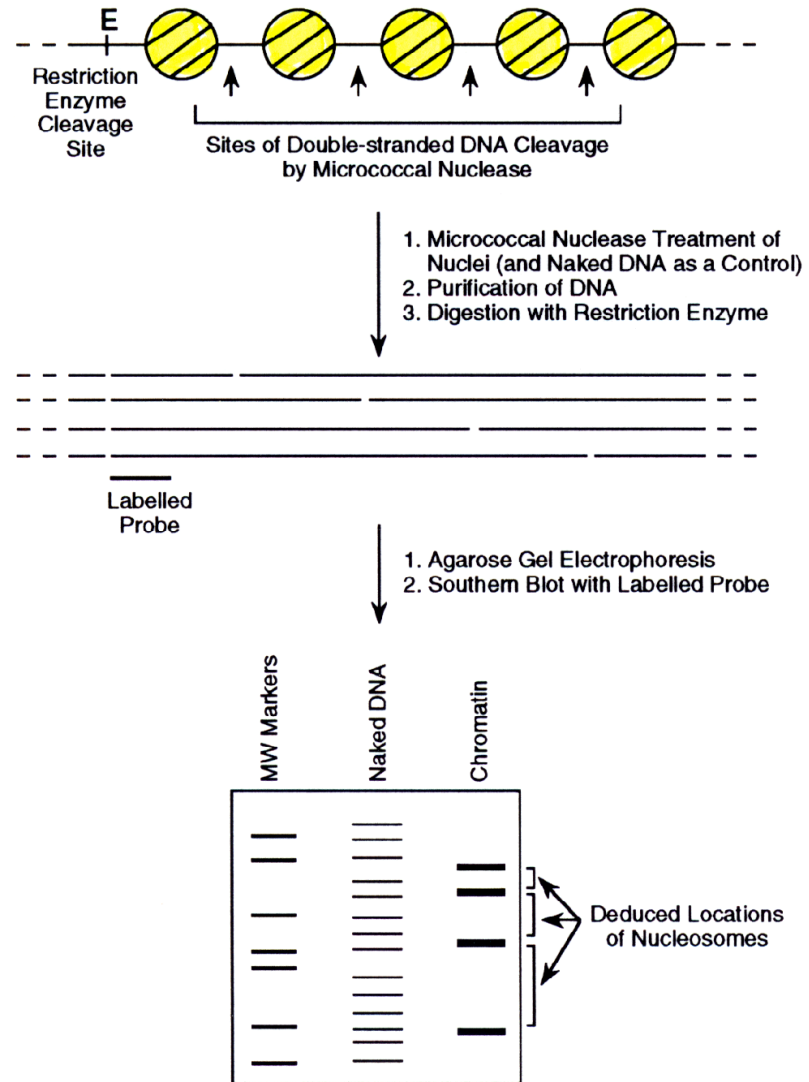 E
Restriction
Enzyme
Cleavage
Site
Sites of Double-stranded DNA Cleavage
by Micrococcal Nuclease
1. Micrococcal Nuclease Treatment of
Nuclei (and Naked DNA as a Control)
2. Purification of DNA
3. Digestion with Restriction Enzyme
Labelled
Probe
1. Agarose Gel Electrophoresis
2. Southern Blot with Labelled Probe
MW Markers
Naked DNA
Chromatin
Deduced Locations
of Nucleosomes